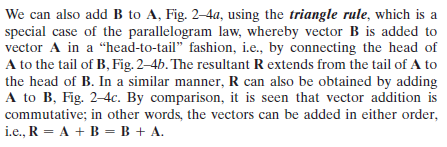 We can also add B to A, Fig. 2–4a, using the triangle rule, which is a
special case of the parallelogram law, whereby vector B is added to
vector A in a “head-to-tail” fashion, i.e., by connecting the head of
A to the tail of B, Fig. 2–4b. The resultant R extends from the tail of A to
the head of B. In a similar manner, R can also be obtained by adding
A to B, Fig. 2–4c. By comparison, it is seen that vector addition is
commutative; in other words, the vectors can be added in either order,
i.e., R = A + B = B + A.